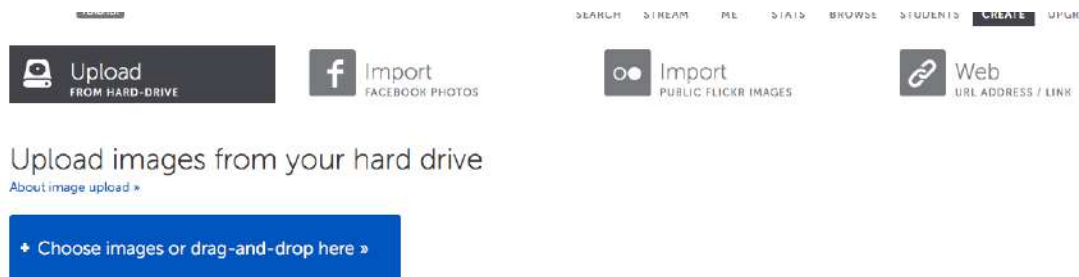 SEARCH STREAM ME STATS BROWSE STUDENTS CREATE
Upload
FROM HARD-DRIVE
Import
FACEBOOK PHOTOS
Import
PUBLIC FLICKR IMAGES
Web
URL ADDRESS / LINK
Upload images from your hard drive
About image upload »
+ Choose images or drag-and-drop here »